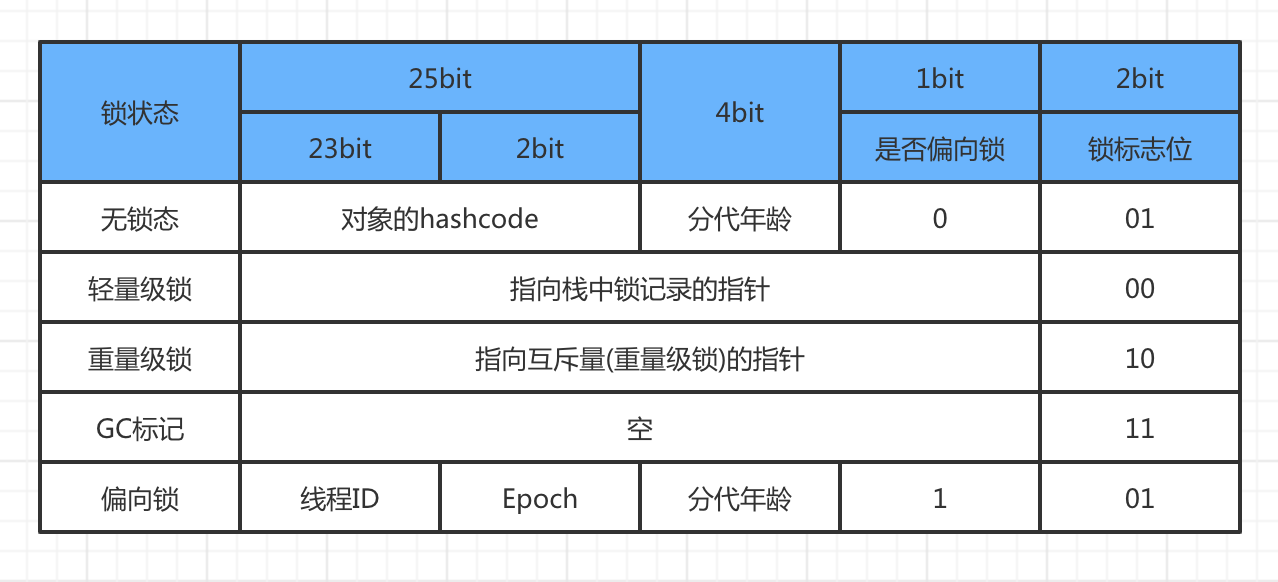 锁状态 25bit 4bit 1bit 2bit
23bit 2bit 是否偏向锁 锁标志位
无锁态 对象的hashcode 分代年龄 0 01
轻量级锁 指向栈中锁记录的指针 00
重量级锁 指向互斥量(重量级锁)的指针 10
GC标记 空 11
偏向锁 线程ID Epoch 分代年龄 1 01